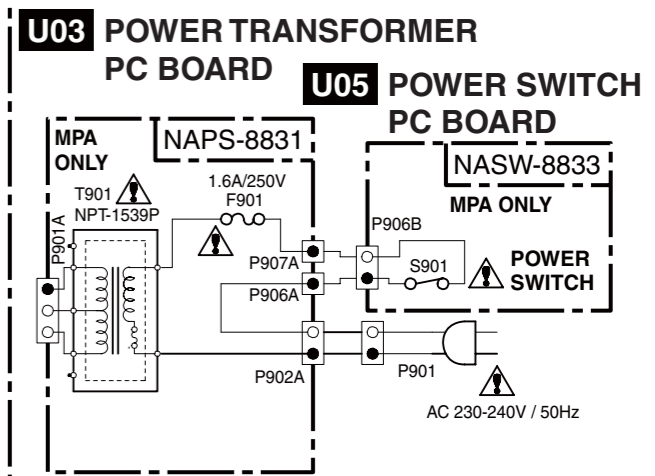 U03 POWER TRANSFORMER
PC BOARD
U05 POWER SWITCH
PC BOARD
MPA
ONLY
NAPS-8831
NASW-8833
MPA ONLY
T901
NPT-1539P
1.6A/250V
F901
P901A
P907A
P906A
P906B
S901
POWER
SWITCH
P902A
P901
AC 230-240V / 50Hz